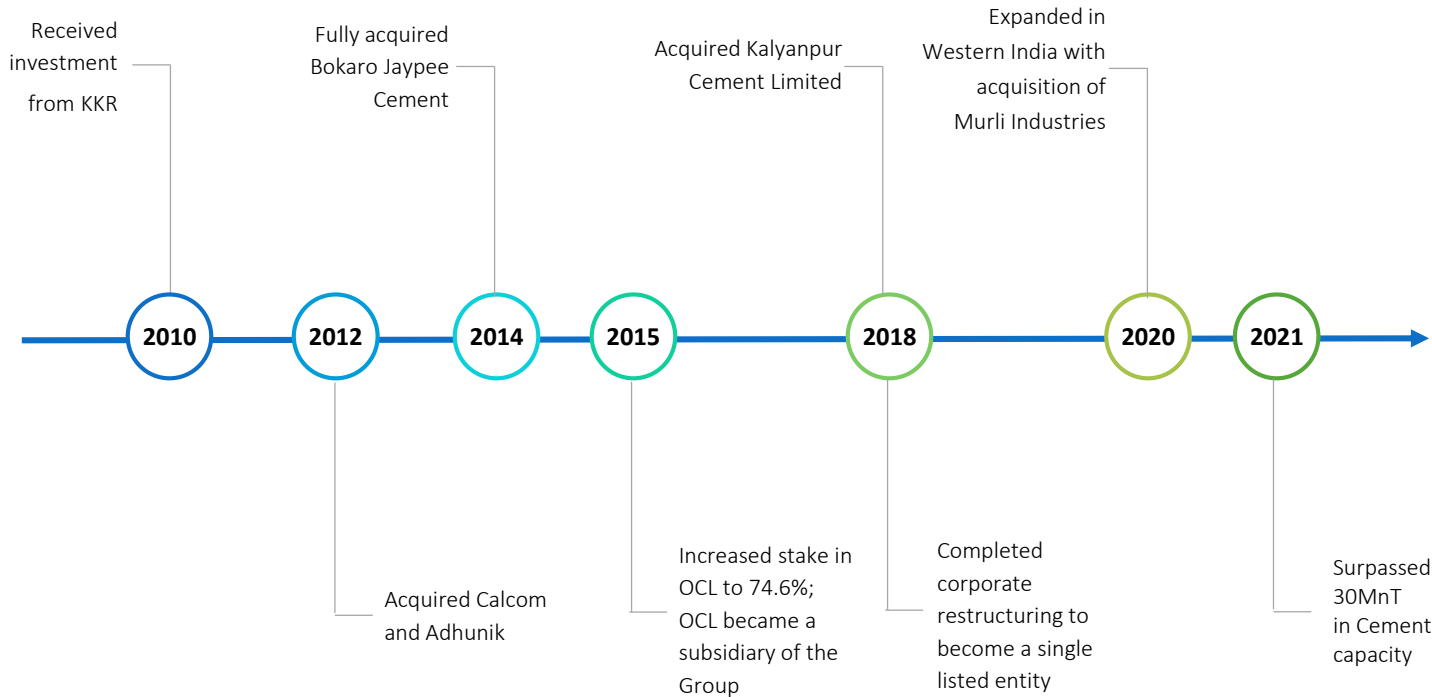 Received
investment
from KKR
Fully acquired
Bokaro Jaypee
Cement
Acquired Kalyanpur
Cement Limited
Expanded in
Western India with
acquisition of
Murli Industries
2010
2012
2014
2015
2018
2020
2021
Acquired Calcom
and Adhunik
Increased stake in
OCL to 74.6%;
OCL became a
subsidiary of the
Group
Completed
corporate
restructuring to
become a single
listed entity
Surpassed
30MnT
in Cement
capacity